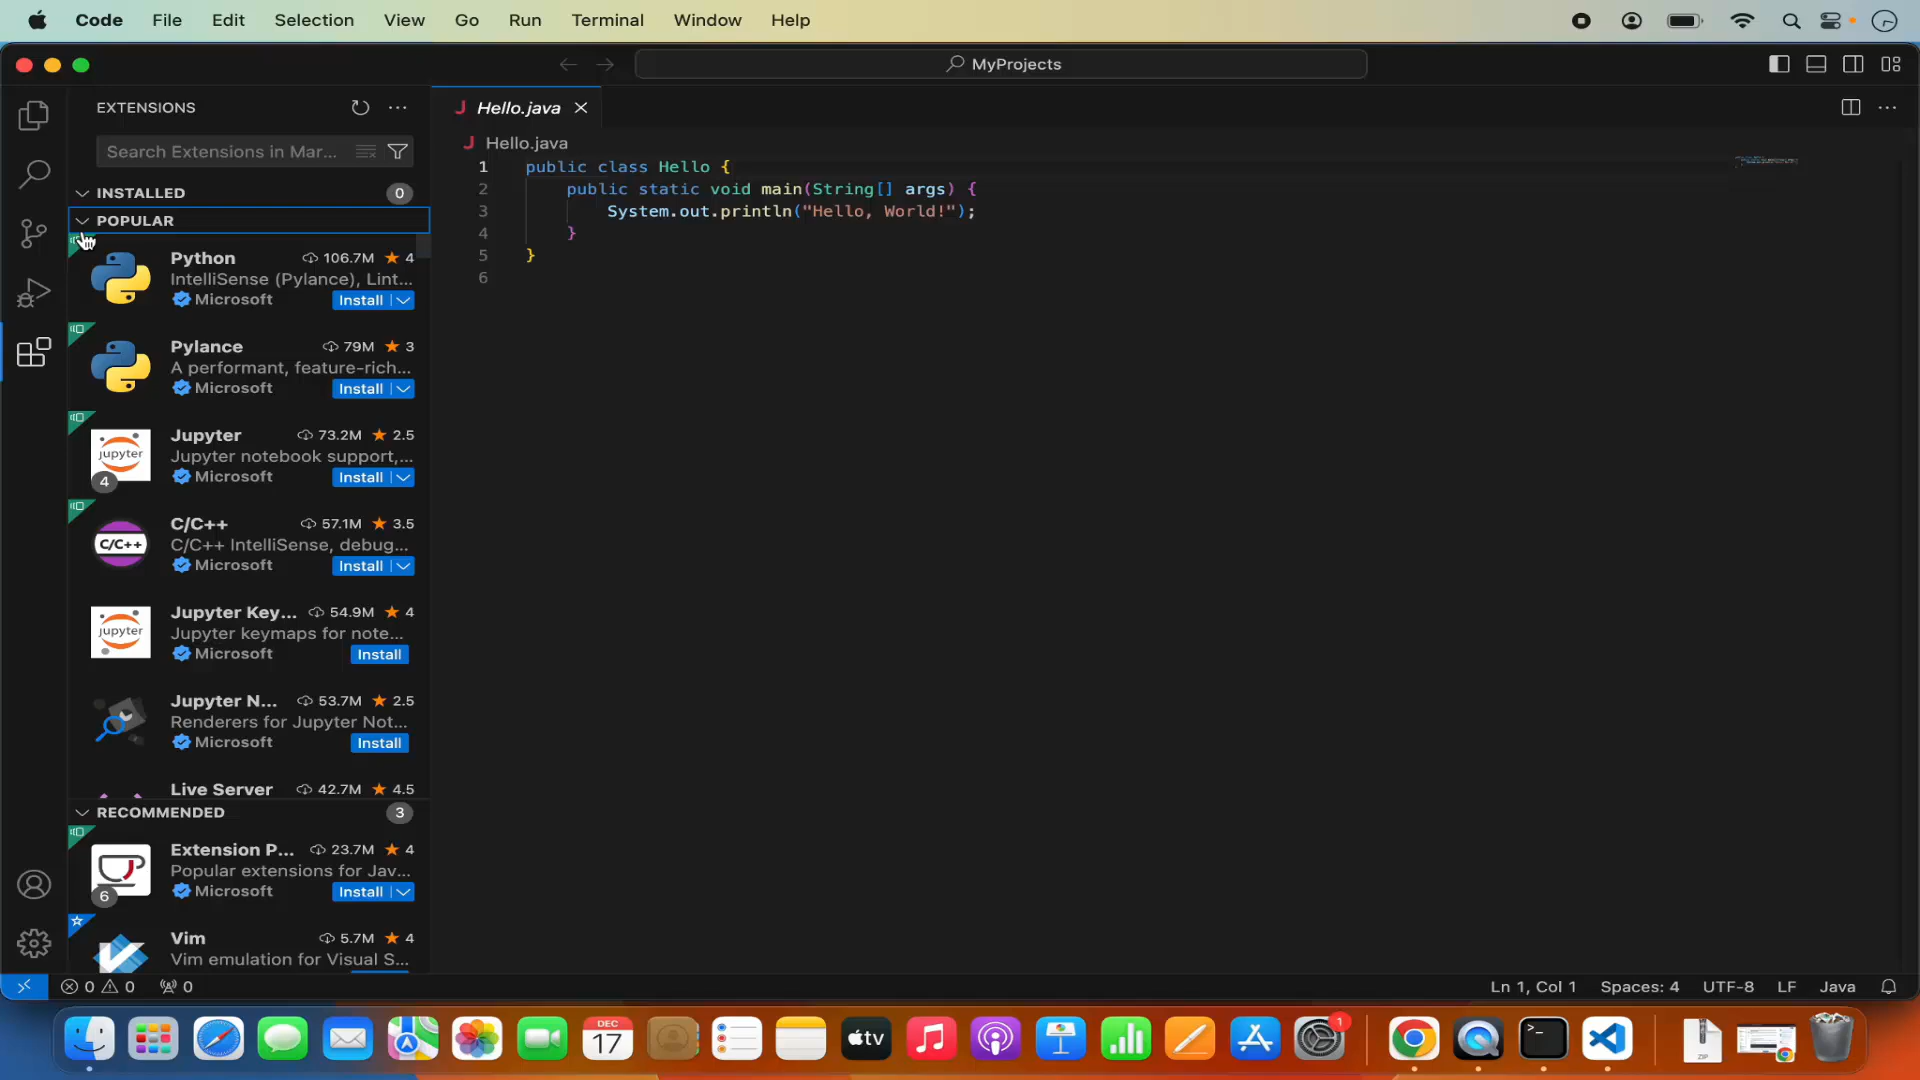 Code File Edit Selection View Go Run Terminal Window Help
MyProjects
EXTENSIONS
Search Extensions in Mar...
INSTALLED 0
POPULAR
Python 106.7M 4
IntelliSense (Pylance), Lint...
Microsoft Install
Pylance 79M 3
A performant, feature-rich...
Microsoft Install
Jupyter 73.2M 2.5
Jupyter notebook support,...
Microsoft Install
jupyter
4
C/C++ 57.1M 3.5
C/C++ IntelliSense, debug...
Microsoft Install
C/C++
Jupyter Key... 54.9M 4
Jupyter keymaps for note...
Microsoft Install
jupyter
Jupyter N... 53.7M 2.5
Renderers for Jupyter Not...
Microsoft Install
Live Server 42.7M 4.5
RECOMMENDED 3
Extension P... 23.7M 4
Popular extensions for Jav...
Microsoft Install
6
Vim 5.7M 4
Vim emulation for Visual S...
J Hello.java
J Hello.java
1 public class Hello {
2 public static void main(String[] args) {
3 System.out.println("Hello, World!");
4 }
5 }
6
0 0 0
Ln 1, Col 1 Spaces: 4 UTF-8 LF Java
DEC
17
tv
1
>_
ZIP